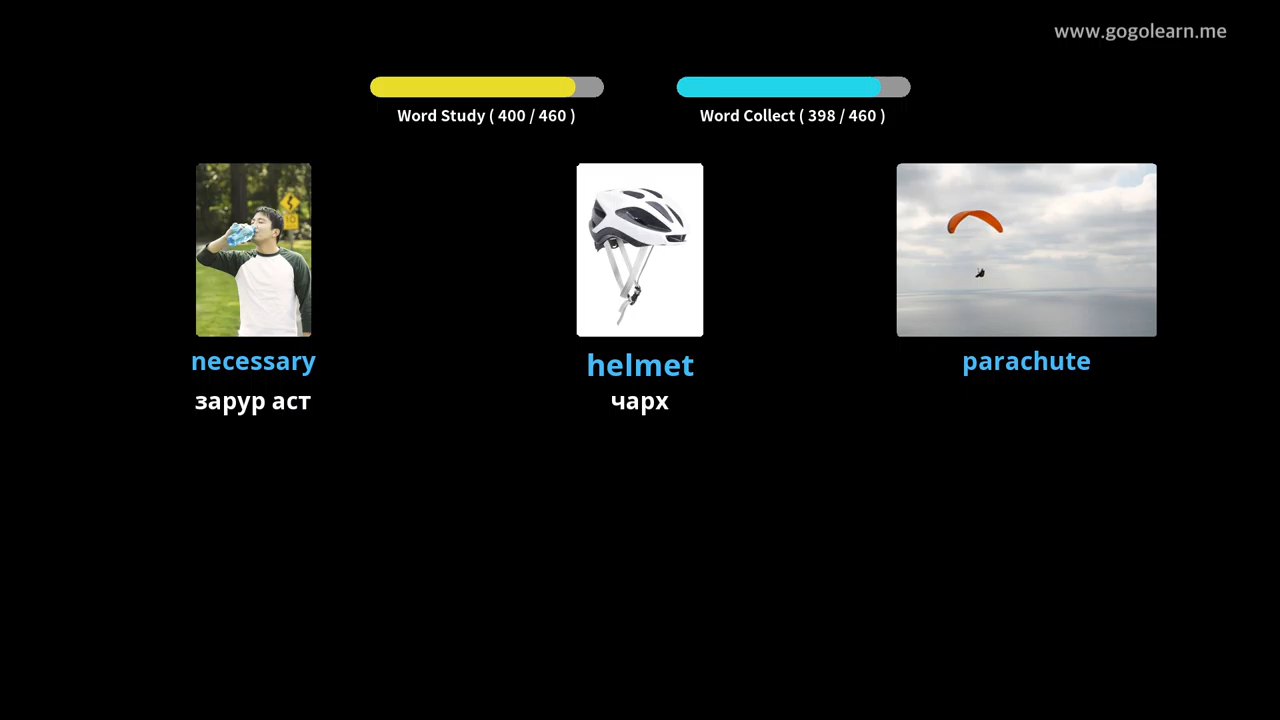 www.gogolearn.me
Word Study ( 400 / 460 )
Word Collect ( 398 / 460 )
necessary
helmet
parachute
зарур аст
чарх